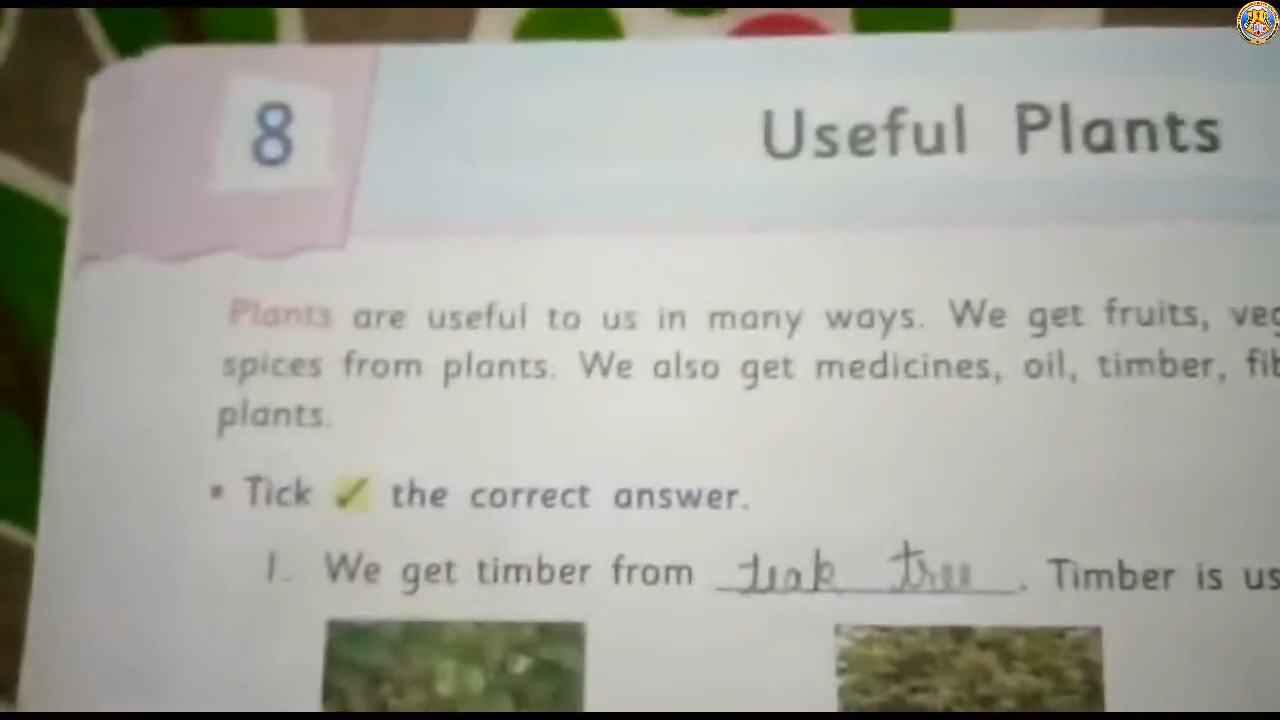 8
Useful Plants
Plants are useful to us in many ways. We get fruits,
spices from plants. We also get medicines, oil, timber,
plants.
Tick ✓ the correct answer.
1. We get timber from teak tree. Timber is